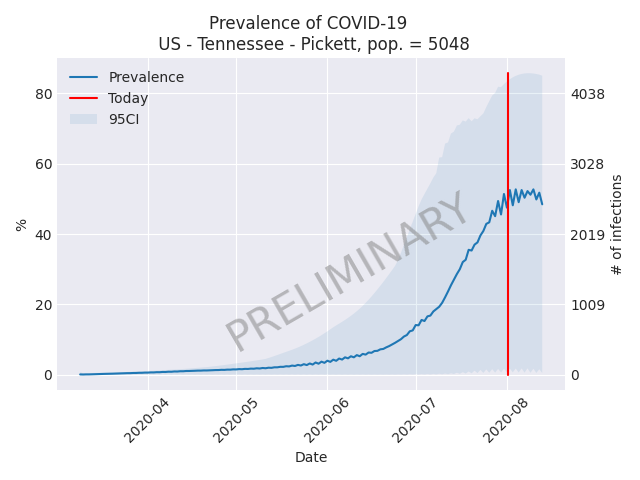 Prevalence of COVID-19
US - Tennessee - Pickett, pop. = 5048
Prevalence
Today
95CI
80
60
40
20
0
%
4038
3028
2019
1009
0
# of infections
PRELIMINARY
2020-04
2020-05
2020-06
2020-07
2020-08
Date